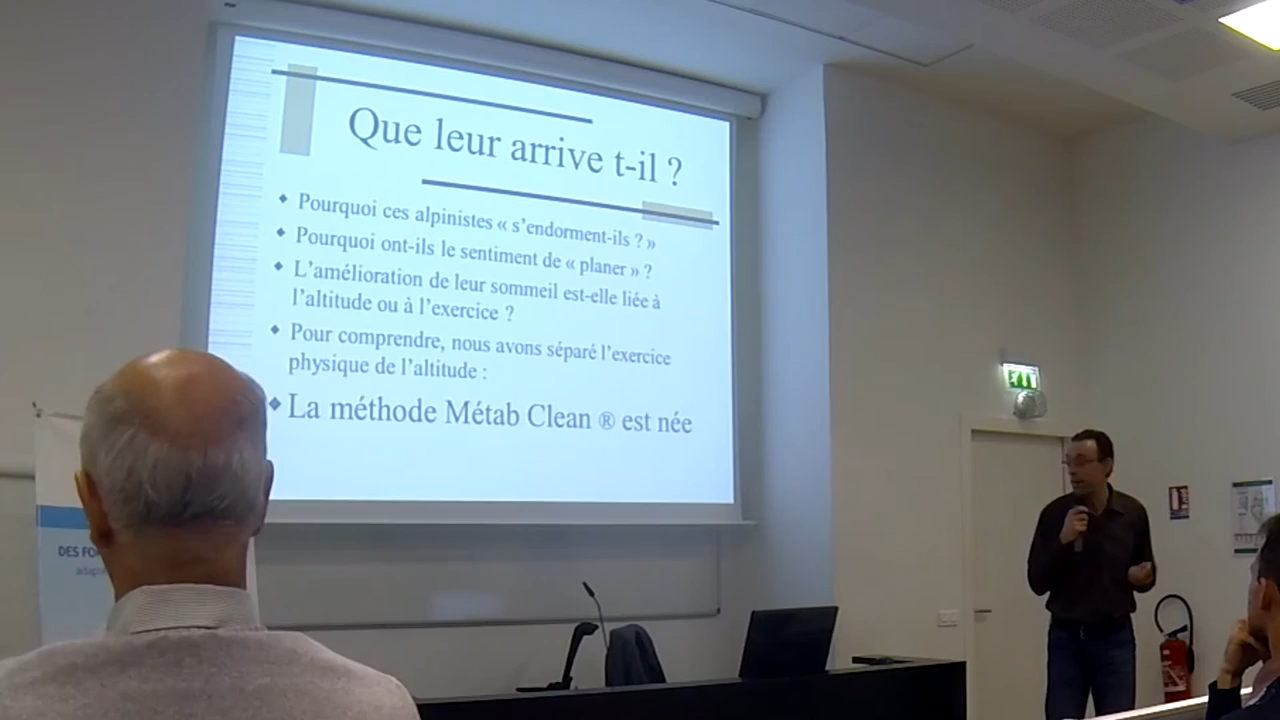 Que leur arrive t-il ?
Pourquoi ces alpinistes « s'endorment-ils ? »
Pourquoi ont-ils le sentiment de « planer » ?
L'amélioration de leur sommeil est-elle liée à
l'altitude ou à l'exercice ?
Pour comprendre, nous avons séparé l'exercice
physique de l'altitude :
La méthode Métab Clean ® est née
DES FO